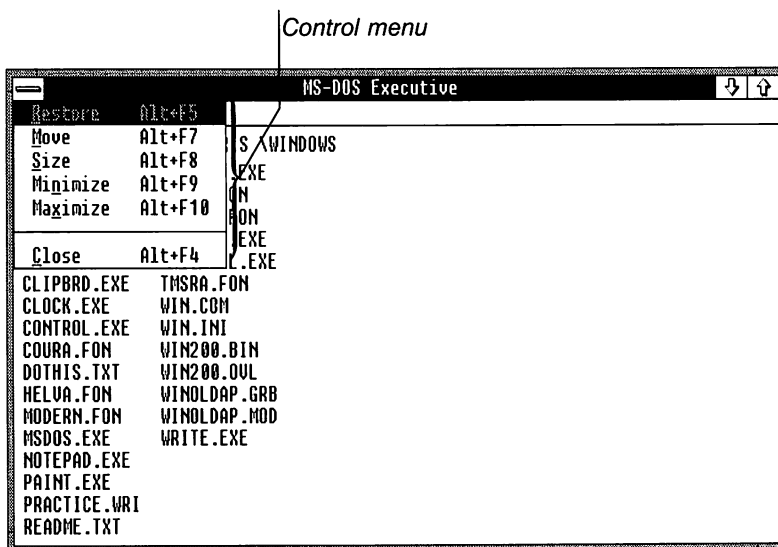 Control menu
MS-DOS Executive
Restore Alt+F5
Move Alt+F7
Size Alt+F8
Minimize Alt+F9
Maximize Alt+F10
Close Alt+F4
S \WINDOWS
.EXE
ON
FON
.EXE
.EXE
CLIPBRD.EXE TMSRA.FON
CLOCK.EXE WIN.COM
CONTROL.EXE WIN.INI
COURA.FON WIN200.BIN
DOTHIS.TXT WIN200.OVL
HELVA.FON WINOLDAP.GRB
MODERN.FON WINOLDAP.MOD
MSDOS.EXE WRITE.EXE
NOTEPAD.EXE
PAINT.EXE
PRACTICE.WRI
README.TXT